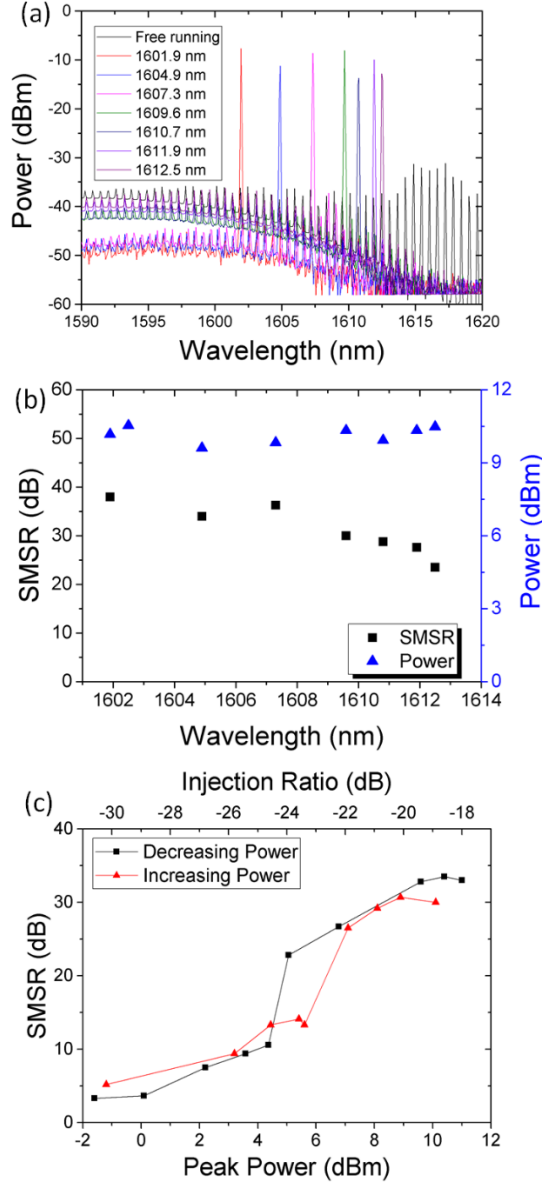 (a)
0
-10
-20
-30
-40
-50
-60
Power (dBm)
Free running
1601.9 nm
1604.9 nm
1607.3 nm
1609.6 nm
1610.7 nm
1611.9 nm
1612.5 nm
1590 1595 1600 1605 1610 1615 1620
Wavelength (nm)
(b)
60
50
40
30
20
10
0
SMSR (dB)
12
9
6
3
0
Power (dBm)
SMSR
Power
1602 1604 1606 1608 1610 1612 1614
Wavelength (nm)
(c)
Injection Ratio (dB)
-30 -28 -26 -24 -22 -20 -18
40
30
20
10
0
SMSR (dB)
Decreasing Power
Increasing Power
-2 0 2 4 6 8 10 12
Peak Power (dBm)